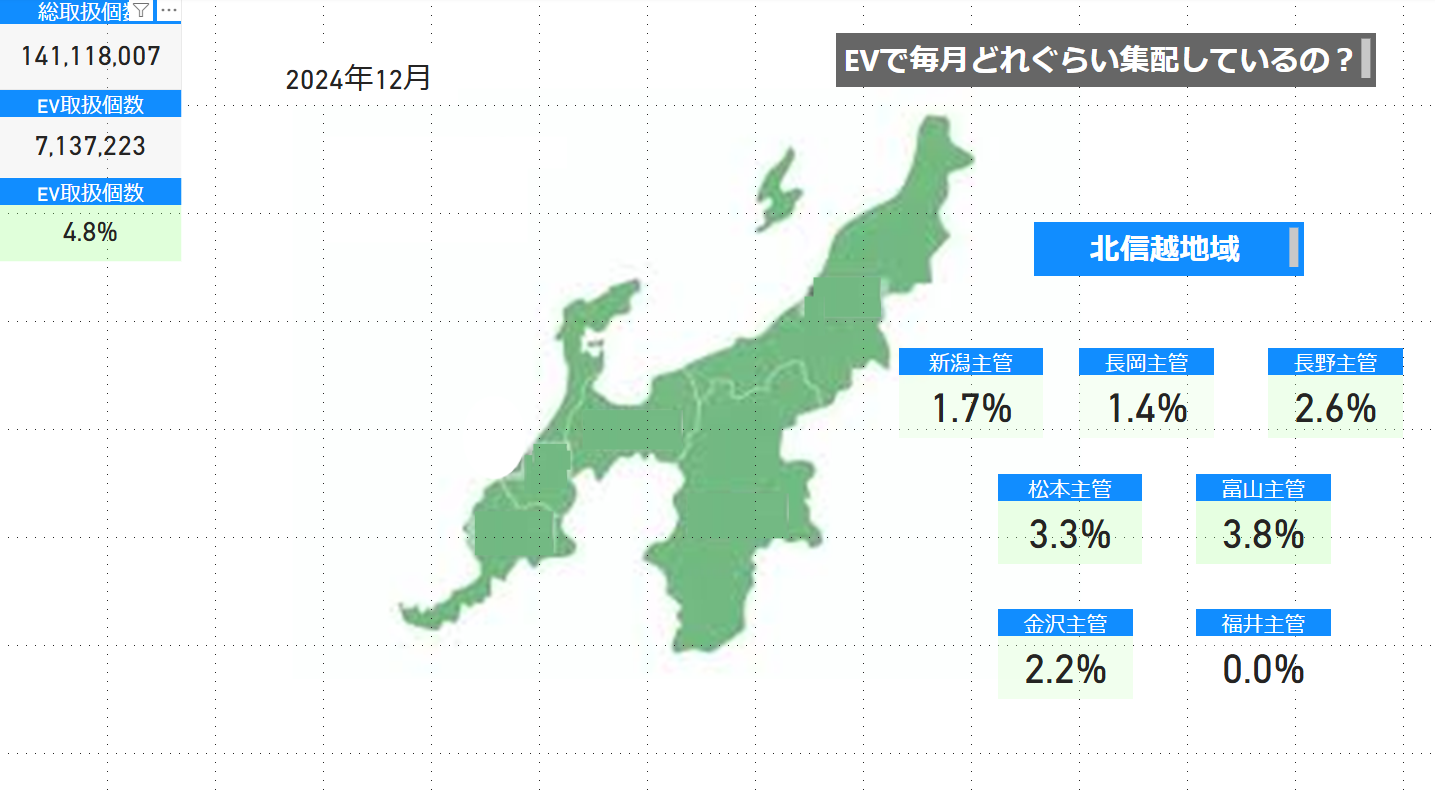 総取扱個数
141,118,007
EV取扱個数
7,137,223
EV取扱個数
4.8%
2024年12月
EVで毎月どれぐらい集配しているの？
北信越地域
新潟主管
1.7%
長岡主管
1.4%
長野主管
2.6%
松本主管
3.3%
富山主管
3.8%
金沢主管
2.2%
福井主管
0.0%